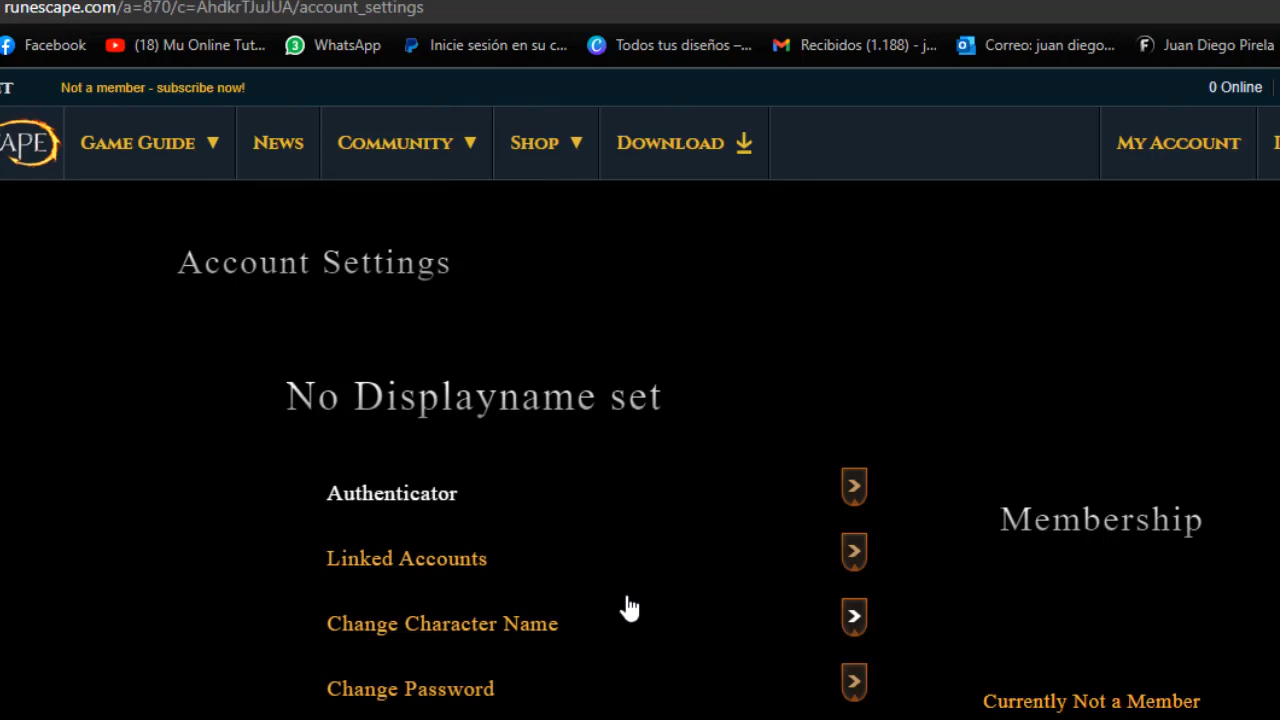 runescape.com/a=870/c=AhdkrTJuJUA/account_settings
Facebook (18) Mu Online Tut... 3 WhatsApp Inicie sesión en su c... Todos tus diseños –... Recibidos (1.188) - j... Correo: juan diego... Juan Diego Pirela
ET Not a member - subscribe now! 0 Online
CAPE GAME GUIDE ▼ NEWS COMMUNITY ▼ SHOP ▼ DOWNLOAD MY ACCOUNT
Account Settings
No Displayname set
Authenticator
Membership
Linked Accounts
Change Character Name
Change Password
Currently Not a Member